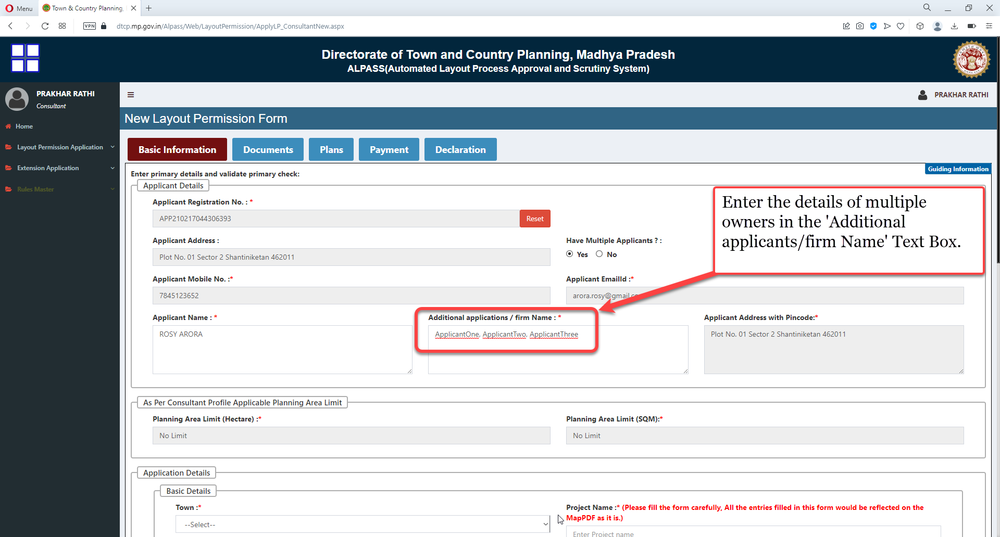 Menu
Town & Country Planning,
VPN
dtcp.mp.gov.in/Alpass/Web/LayoutPermission/ApplyLP_ConsultantNew.aspx
Directorate of Town and Country Planning, Madhya Pradesh
ALPASS(Automated Layout Process Approval and Scrutiny System)
PRAKHAR RATHI
Consultant
PRAKHAR RATHI
Home
Layout Permission Application
Extension Application
Rules Master
New Layout Permission Form
Basic Information Documents Plans Payment Declaration
Guiding Information
Enter primary details and validate primary check:
Applicant Details
Enter the details of multiple
owners in the 'Additional
applicants/firm Name' Text Box.
Applicant Registration No. : *
APP210217044306393 Reset
Applicant Address : Have Multiple Applicants ? :
Plot No. 01 Sector 2 Shantiniketan 462011 Yes No
Applicant Mobile No. :* Applicant EmailId :*
7845123652 arora.rosy@gmail.co
Applicant Name : * Additional applications / firm Name : * Applicant Address with Pincode:*
ROSY ARORA ApplicantOne, ApplicantTwo, ApplicantThree Plot No. 01 Sector 2 Shantiniketan 462011
As Per Consultant Profile Applicable Planning Area Limit
Planning Area Limit (Hectare) :* Planning Area Limit (SQM):*
No Limit No Limit
Application Details
Basic Details
Town :* Project Name :* (Please fill the form carefully, All the entries filled in this form would be reflected on the
MapPDF as it is.)
--Select--
Enter Project name